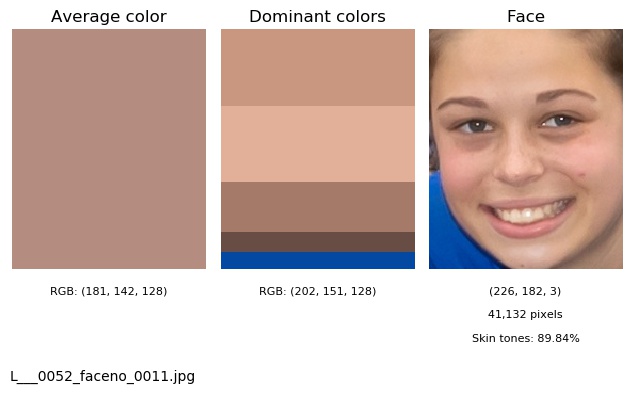 Average color
Dominant colors
Face
RGB: (181, 142, 128)
RGB: (202, 151, 128)
(226, 182, 3)
41,132 pixels
Skin tones: 89.84%
L___0052_faceno_0011.jpg